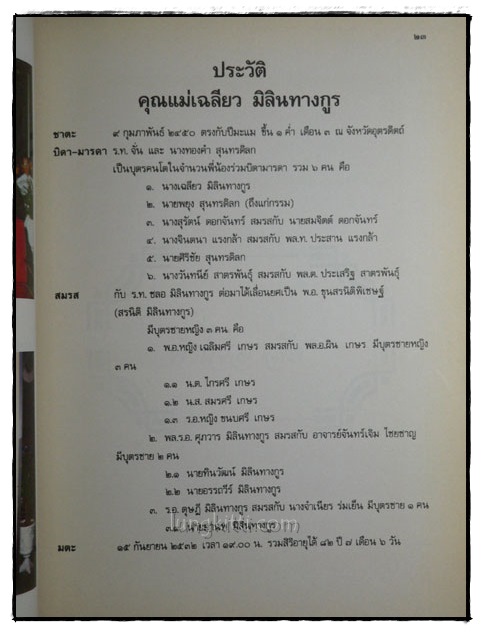 ๒๓
ประวัติ
คุณแม่เฉลียว มิลินทางกูร
ชาตะ ๙ กุมภาพันธ์ ๒๔๕๐ ตรงกับปีมะแม ขึ้น ๑ ค่ำ เดือน ๓ ณ จังหวัดอุตรดิตถ์
บิดา-มารดา ร.ท. จั่น และ นางทองคำ สุนทรดิลก
เป็นบุตรคนโตในจำนวนพี่น้องร่วมบิดามารดา รวม ๖ คน คือ
๑. นางเฉลียว มิลินทางกูร
๒. นายพยุง สุนทรดิลก (ถึงแก่กรรม)
๓. นางสุรัตน์ ดอกจันทร์ สมรสกับ นายสมจิตต์ ดอกจันทร์
๔. นางจินตนา แรงกล้า สมรสกับ พล.ท. ประสาน แรงกล้า
๕. นายศิริชัย สุนทรดิลก
๖. นางวันทนีย์ สาตรพันธุ์ สมรสกับ พล.ต. ประเสริฐ สาตรพันธุ์
สมรส กับ ร.ท. ชลอ มิลินทางกูร ต่อมาได้เลื่อนยศเป็น พ.อ. ขุนสรนิติพิเชษฐ์
(สรนิติ มิลินทางกูร)
มีบุตรชายหญิง ๓ คน คือ
๑. พ.อ.หญิง เฉลิมศรี เกษร สมรสกับ พล.อ.ผิน เกษร มีบุตรชายหญิง
๓ คน
๑.๑ น.ต. ไกรศรี เกษร
๑.๒ น.ส. สมรศรี เกษร
๑.๓ ร.อ.หญิง ชนบศรี เกษร
๒. พล.ร.อ. ศุภวาร มิลินทางกูร สมรสกับ อาจารย์จันทร์เจิม ไชยชาญ
มีบุตรชาย ๒ คน
๒.๑ นายทินวัฒน์ มิลินทางกูร
๒.๒ นายอรรถวีร์ มิลินทางกูร
๓. ร.อ. ดุษฎี มิลินทางกูร สมรสกับ นางจำเนียร ร่มเย็น มีบุตรชาย ๑ คน
๓.๑ มิลินทางกูร
lungkitti.com
มตะ ๑๕ กันยายน ๒๕๓๒ เวลา ๑๙.๐๐ น. รวมสิริอายุได้ ๘๒ ปี ๗ เดือน ๖ วัน